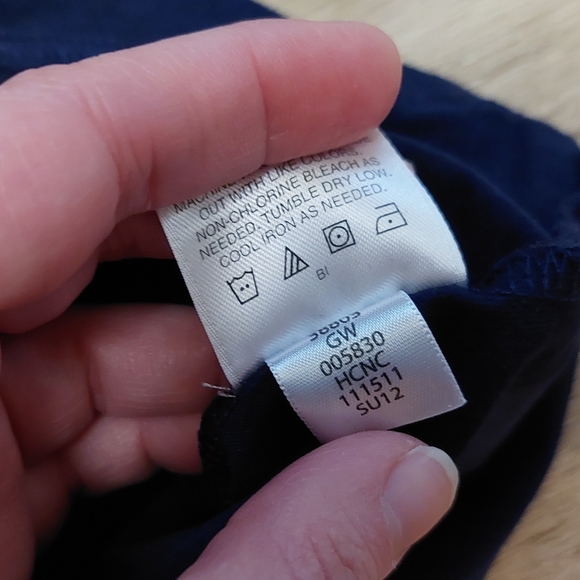 MACHINE
OUT WITH LIKE COLORS.
NON-CHLORINE BLEACH AS
NEEDED. TUMBLE DRY LOW.
COOL IRON AS NEEDED.
BI
GW
005830
HCNC
111511
SU12